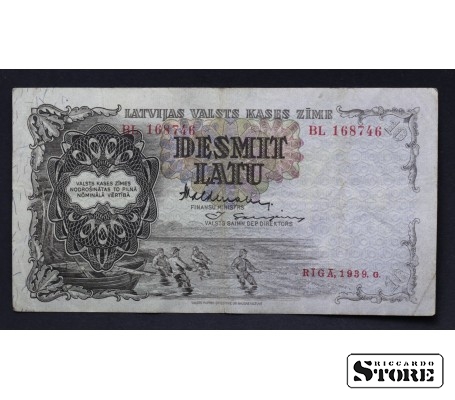 LATVIJAS VALSTS KASES ZĪME
BL 168746 BL 168746
DESMIT
LATU
VALSTS KASES ZĪMES
NODROŠINĀTAS TO PILNĀ
NOMINĀLĀ VĒRTĪBĀ.
FINANSU MINISTRS
VALSTS SAIMN. DEP. DIREKTORS
RĪGĀ, 1939. g.
RICCARDO
STORE